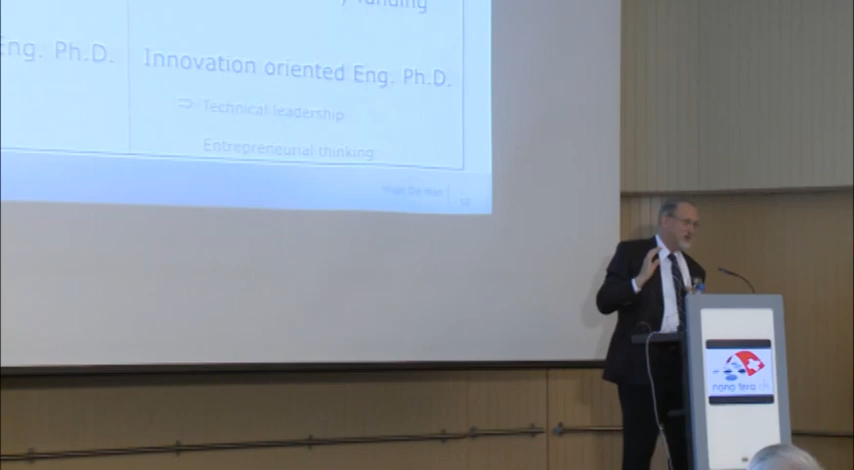 funding
Eng. Ph.D.
Innovation oriented Eng. Ph.D.
⊃ Technical leadership
Entrepreneurial thinking
nano tera ch